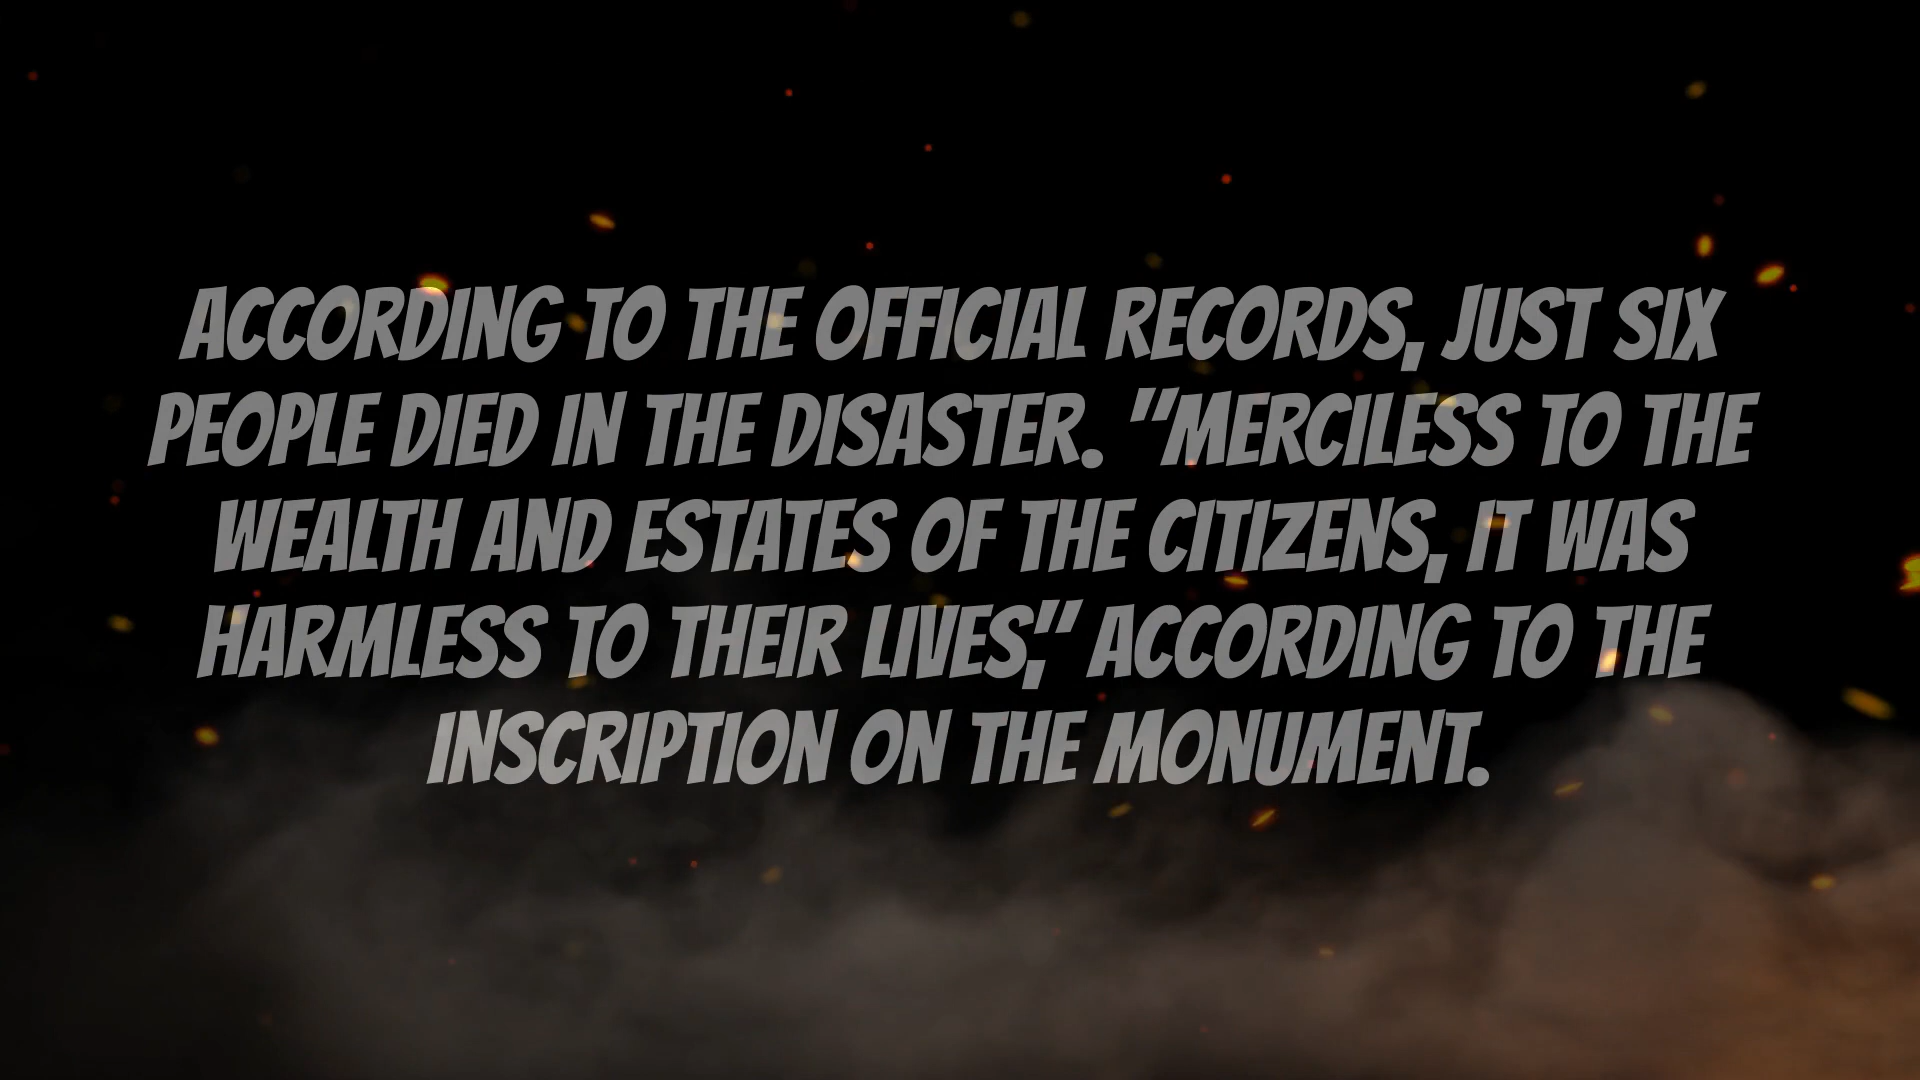 ACCORDING TO THE OFFICIAL RECORDS, JUST SIX
PEOPLE DIED IN THE DISASTER. "MERCILESS TO THE
WEALTH AND ESTATES OF THE CITIZENS, IT WAS
HARMLESS TO THEIR LIVES," ACCORDING TO THE
INSCRIPTION ON THE MONUMENT.